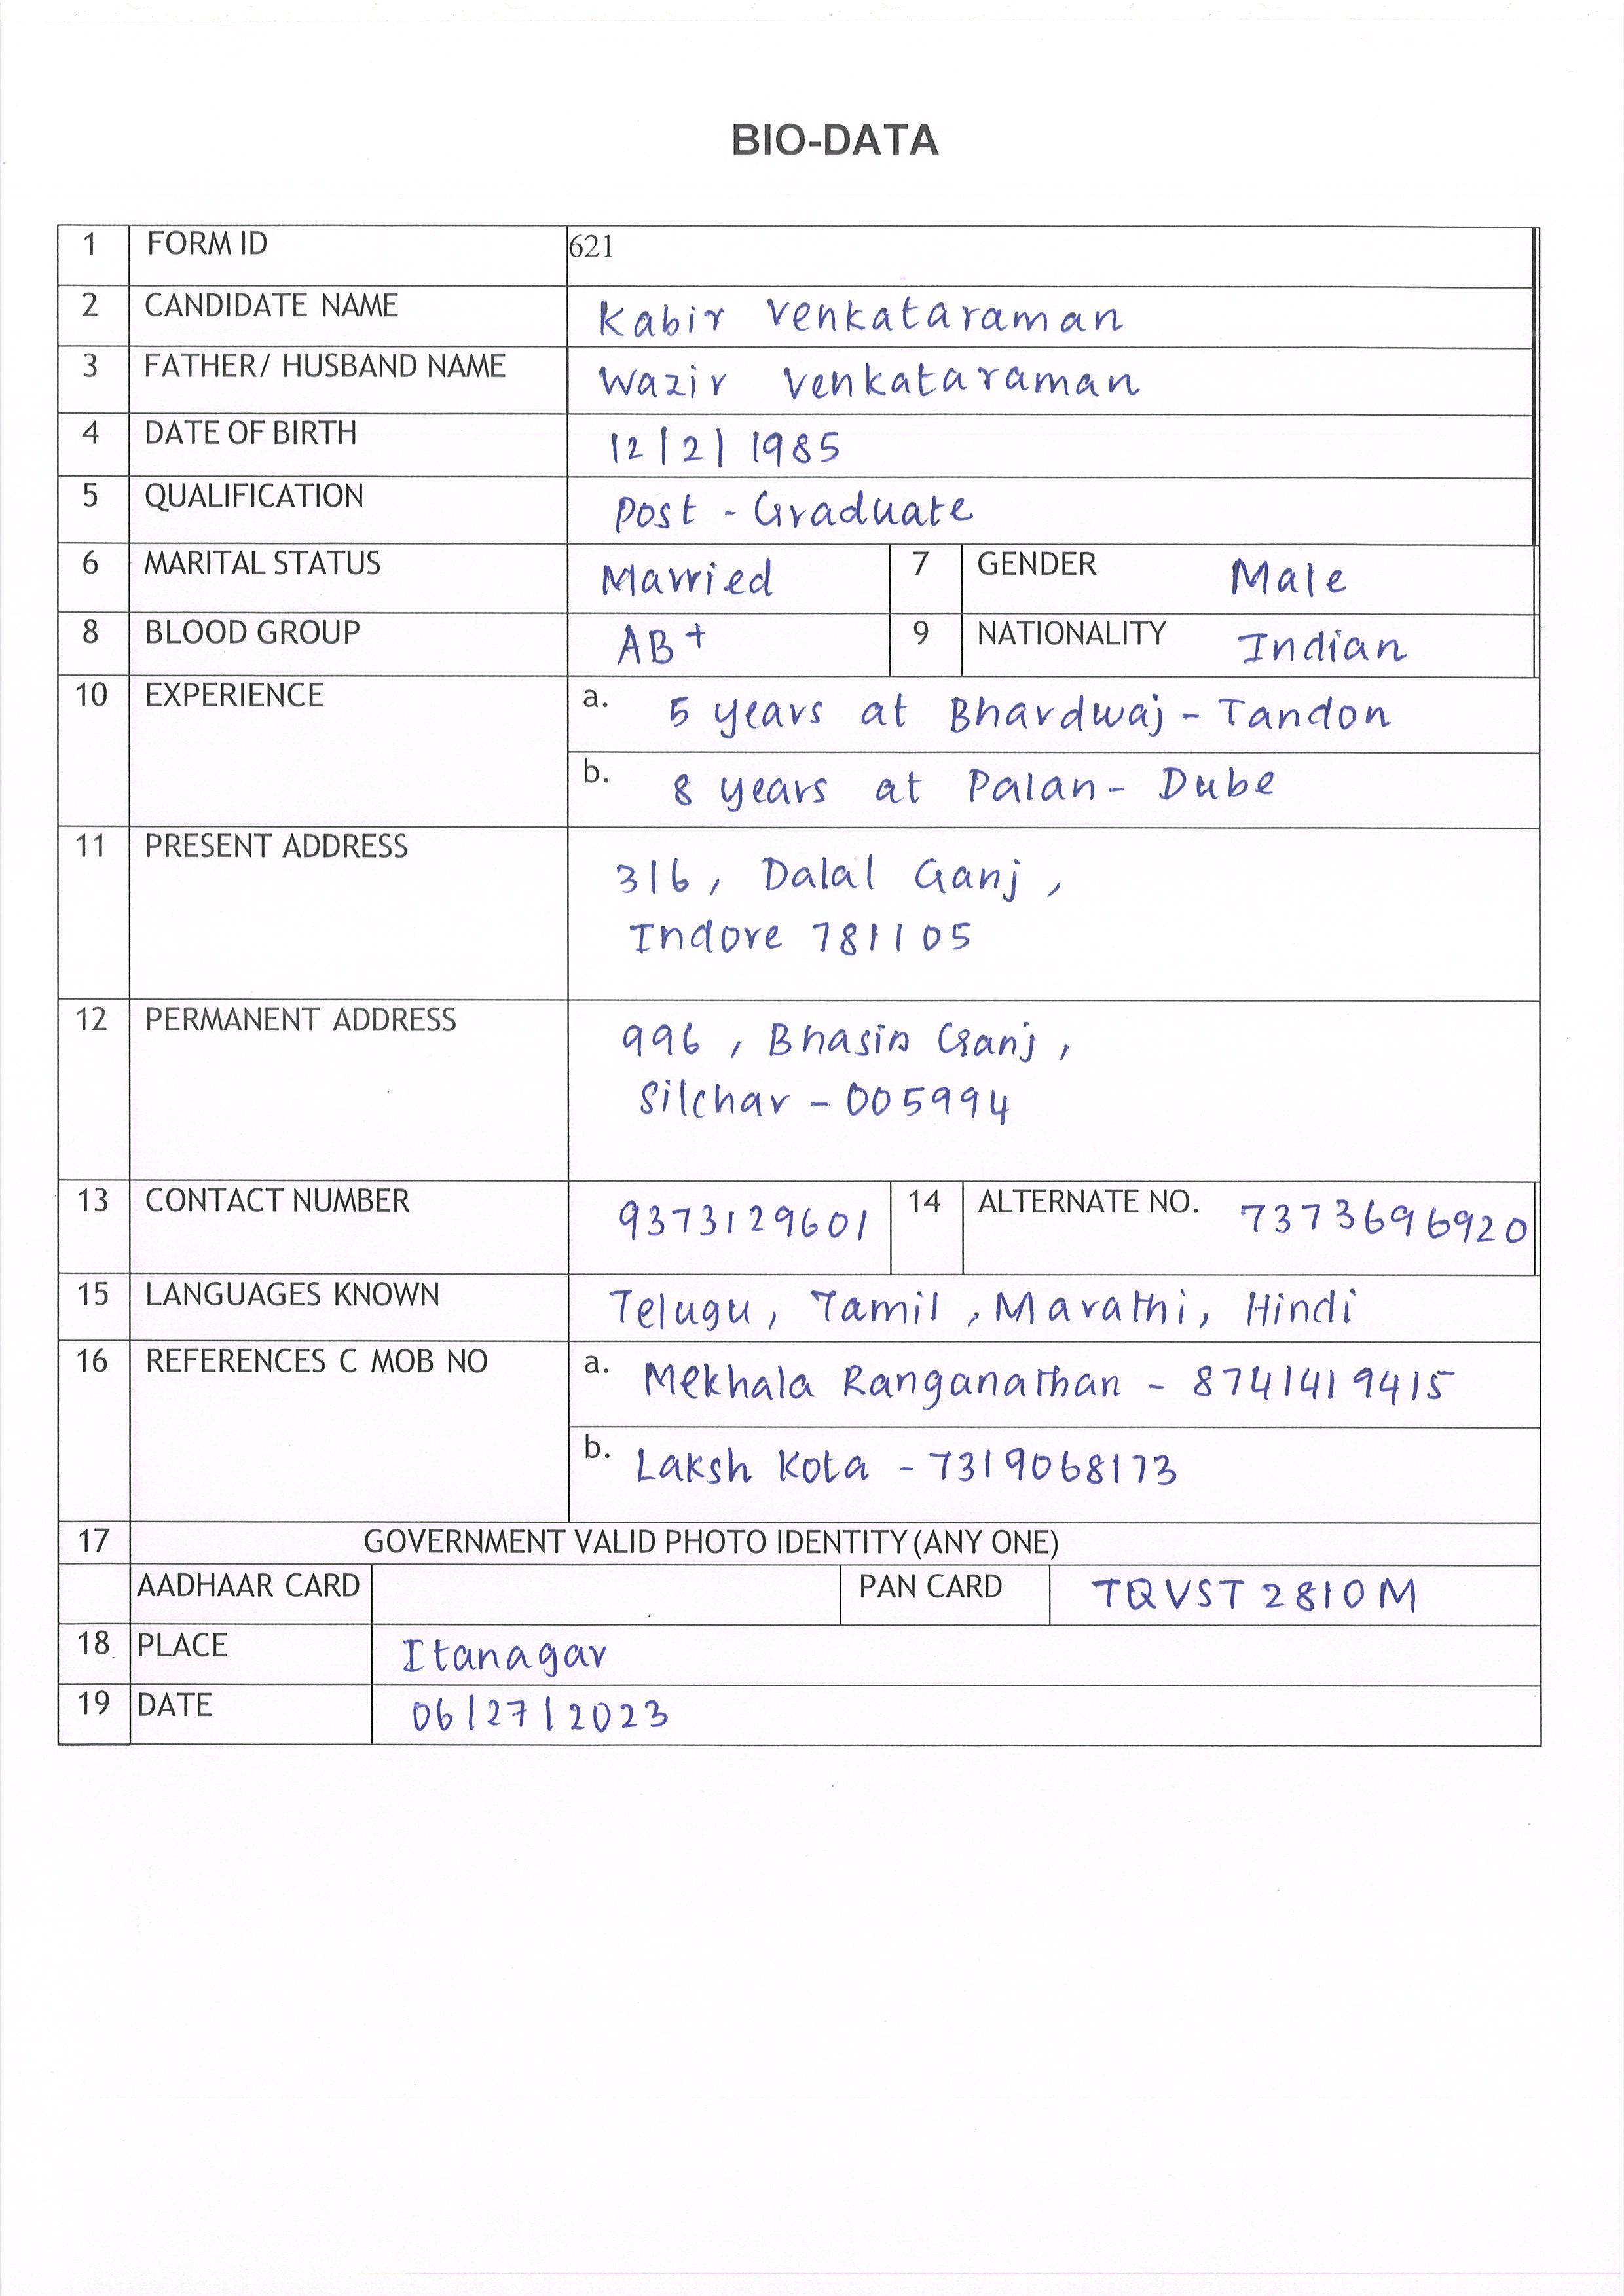 BIO-DATA
1 FORM ID 621
2 CANDIDATE NAME Kabir Venkataraman
3 FATHER/ HUSBAND NAME Wazir Venkataraman
4 DATE OF BIRTH 12/2/1985
5 QUALIFICATION Post-Graduate
6 MARITAL STATUS Married 7 GENDER Male
8 BLOOD GROUP AB+ 9 NATIONALITY Indian
10 EXPERIENCE a. 5 years at Bhardwaj-Tandon
b. 8 years at Palan-Dube
11 PRESENT ADDRESS 316, Dalal Ganj,
Indore 781105
12 PERMANENT ADDRESS 996, Bhasin Ganj,
Silchar-005994
13 CONTACT NUMBER 9373129601 14 ALTERNATE NO. 7373696920
15 LANGUAGES KNOWN Telugu, Tamil, Marathi, Hindi
16 REFERENCES C MOB NO a. Mekhala Ranganathan - 8741419415
b. Laksh Kota - 7319068173
17 GOVERNMENT VALID PHOTO IDENTITY (ANY ONE)
AADHAAR CARD PAN CARD TQVST2810M
18 PLACE Itanagar
19 DATE 06/27/2023